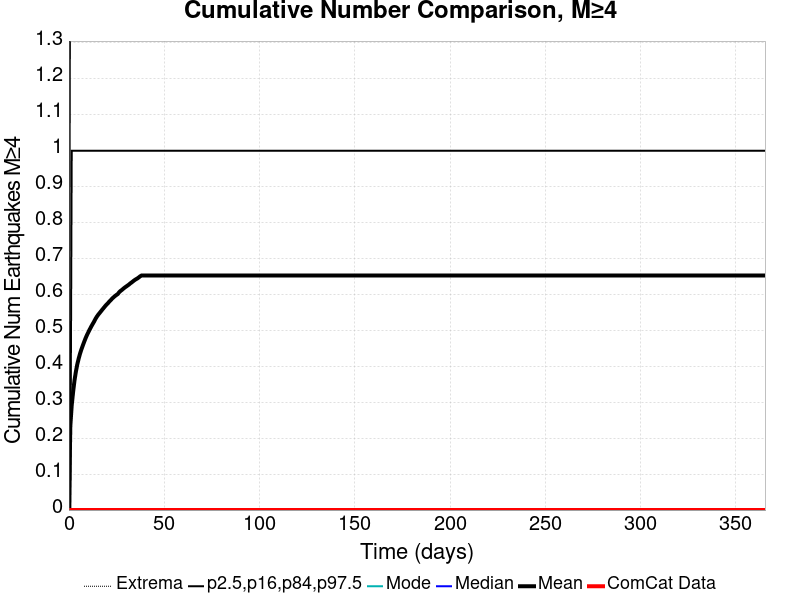 Cumulative Number Comparison, M≥4
Cumulative Num Earthquakes M≥4
1.3
1.2
1.1
1
0.9
0.8
0.7
0.6
0.5
0.4
0.3
0.2
0.1
0
0 50 100 150 200 250 300 350
Time (days)
Extrema p2.5,p16,p84,p97.5 Mode Median Mean ComCat Data